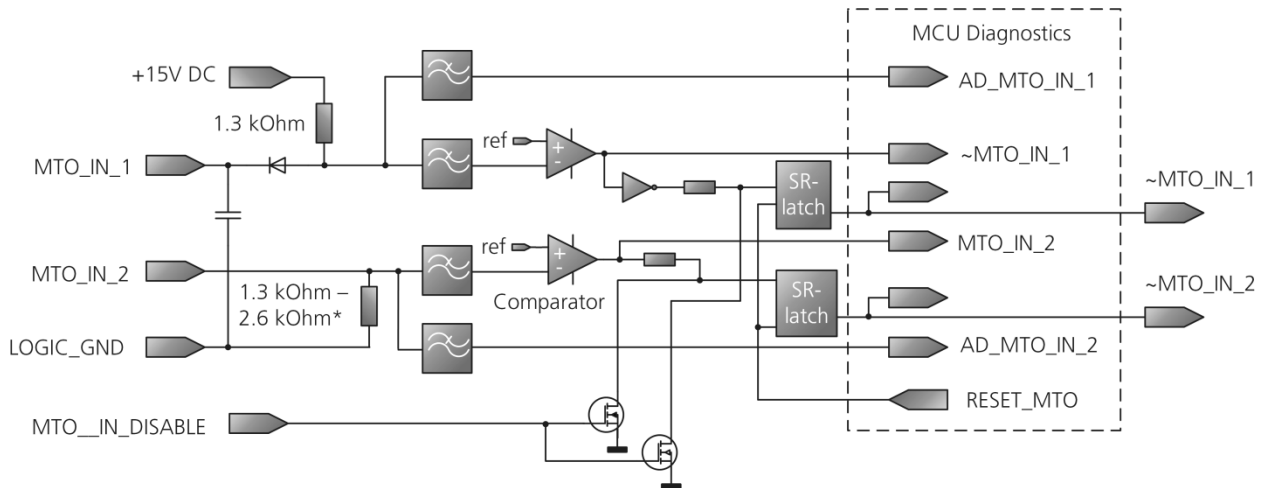 MCU Diagnostics
+15V DC
AD_MTO_IN_1
1.3 kOhm
ref
+
-
MTO_IN_1
~MTO_IN_1
SR-
latch
~MTO_IN_1
MTO_IN_2
ref
+
-
MTO_IN_2
1.3 kOhm –
2.6 kOhm*
Comparator
SR-
latch
~MTO_IN_2
LOGIC_GND
AD_MTO_IN_2
MTO__IN_DISABLE
RESET_MTO